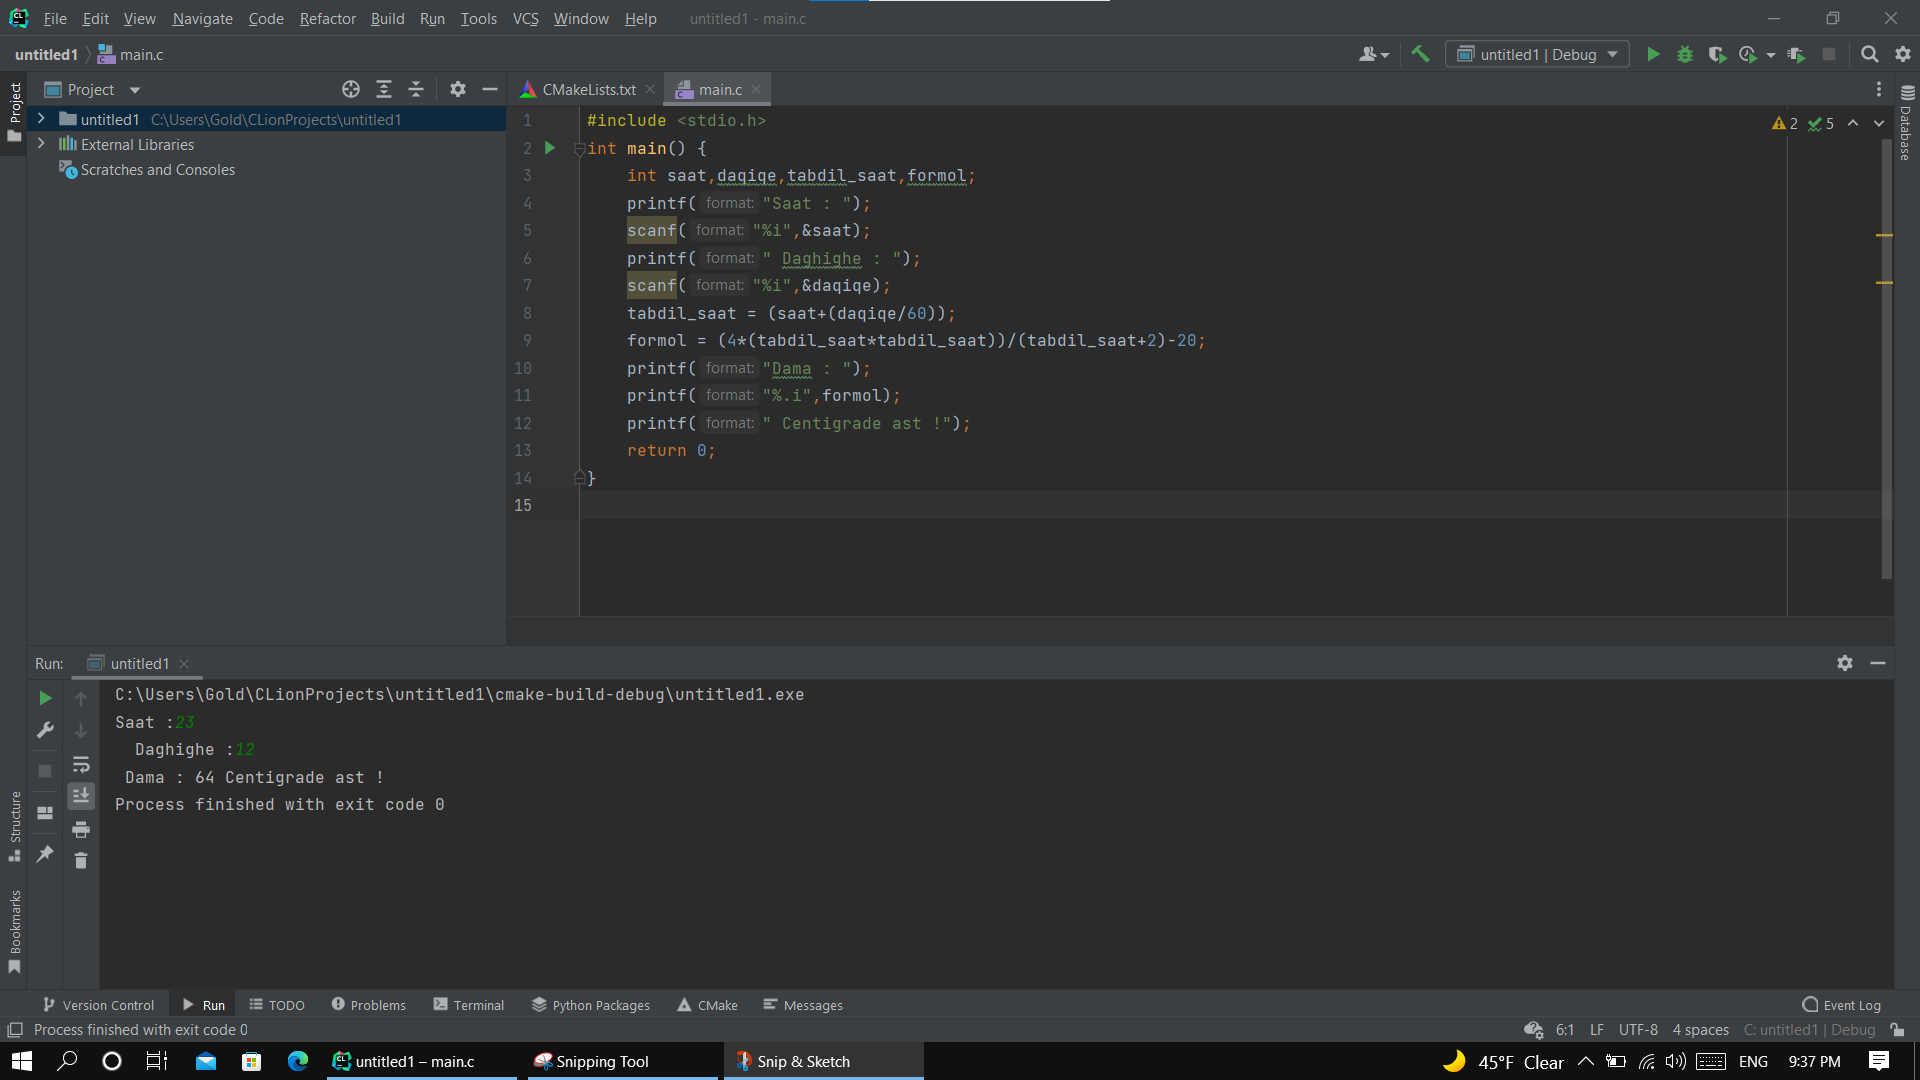 File Edit View Navigate Code Refactor Build Run Tools VCS Window Help untitled1 - main.c
untitled1 main.c untitled1 | Debug
Project CMakeLists.txt main.c
Project
untitled1 C:\Users\Gold\CLionProjects\untitled1
External Libraries
Scratches and Consoles
Database
2 5
1 #include <stdio.h>
2 int main() {
3 int saat,daqiqe,tabdil_saat,formol;
4 printf( format: "Saat : ");
5 scanf( format: "%i",&saat);
6 printf( format: " Daghighe : ");
7 scanf( format: "%i",&daqiqe);
8 tabdil_saat = (saat+(daqiqe/60));
9 formol = (4*(tabdil_saat*tabdil_saat))/(tabdil_saat+2)-20;
10 printf( format: "Dama : ");
11 printf( format: "%.i",formol);
12 printf( format: " Centigrade ast !");
13 return 0;
14 }
15
Run: untitled1
C:\Users\Gold\CLionProjects\untitled1\cmake-build-debug\untitled1.exe
Saat :23
Daghighe :12
Dama : 64 Centigrade ast !
Process finished with exit code 0
Structure
Bookmarks
Version Control Run TODO Problems Terminal Python Packages CMake Messages Event Log
Process finished with exit code 0 6:1 LF UTF-8 4 spaces C: untitled1 | Debug
untitled1 – main.c Snipping Tool Snip & Sketch 45°F Clear ENG 9:37 PM